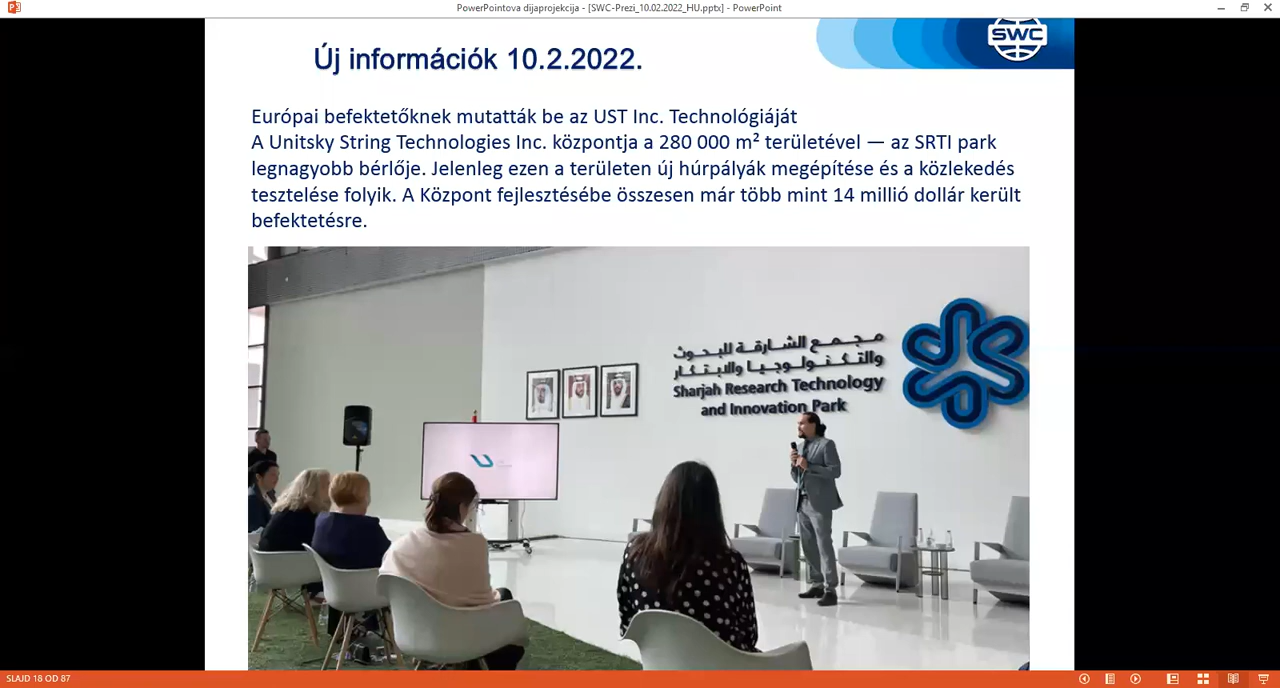 PowerPointova dijaprojekcija - [SWC-Prezi_10.02.2022_HU.pptx] - PowerPoint
SWC
Új információk 10.2.2022.
Európai befektetőknek mutatták be az UST Inc. Technológiáját
A Unitsky String Technologies Inc. központja a 280 000 m² területével — az SRTI park
legnagyobb bérlője. Jelenleg ezen a területen új húrpályák megépítése és a közlekedés
tesztelése folyik. A Központ fejlesztésébe összesen már több mint 14 millió dollár került
befektetésre.
مجمع الشارقة للبحوث
والتكنولوجيا والابتكار
Sharjah Research Technology
and Innovation Park
SLAJD 18 OD 87